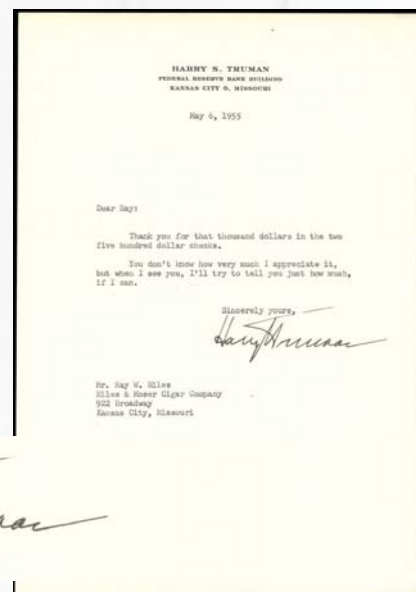 HARRY S. TRUMAN
FEDERAL RESERVE BANK BUILDING
KANSAS CITY 6, MISSOURI
May 6, 1955
Dear Ray:
Thank you for that thousand dollars in the two
five hundred dollar checks.
You don't know how very much I appreciate it,
but when I see you, I'll try to tell you just how much,
if I can.
Sincerely yours,
Harry Truman
Mr. Ray W. Niles
Niles & Moser Cigar Company
922 Broadway
Kansas City, Missouri